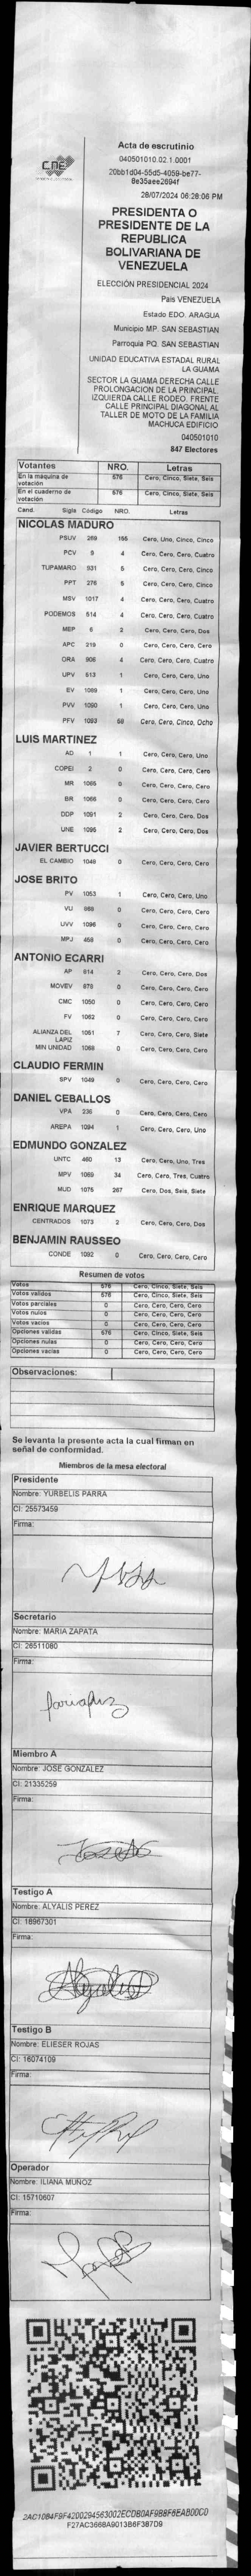 CNE
Acta de escrutinio
040501010.02.1.0001
20bb1d04-55d5-4059-be77-
8e35aee2694f
28/07/2024 06:28:06 PM
PRESIDENTA O
PRESIDENTE DE LA
REPUBLICA
BOLIVARIANA DE
VENEZUELA
ELECCIÓN PRESIDENCIAL 2024
Pais VENEZUELA
Estado EDO. ARAGUA
Municipio MP. SAN SEBASTIAN
Parroquia PQ. SAN SEBASTIAN
UNIDAD EDUCATIVA ESTADAL RURAL
LA GUAMA
SECTOR LA GUAMA DERECHA CALLE
PROLONGACION DE LA PRINCIPAL.
IZQUIERDA CALLE RODEO. FRENTE
CALLE PRINCIPAL DIAGONAL AL
TALLER DE MOTO DE LA FAMILIA
MACHUCA EDIFICIO
040501010
847 Electores
Votantes NRO. Letras
En la máquina de votación 576 Cero, Cinco, Siete, Seis
En el cuaderno de votación 576 Cero, Cinco, Siete, Seis
Cand. Sigla Código NRO. Letras
NICOLAS MADURO
PSUV 269 155 Cero, Uno, Cinco, Cinco
PCV 9 4 Cero, Cero, Cero, Cuatro
TUPAMARO 931 5 Cero, Cero, Cero, Cinco
PPT 276 5 Cero, Cero, Cero, Cinco
MSV 1017 4 Cero, Cero, Cero, Cuatro
PODEMOS 514 4 Cero, Cero, Cero, Cuatro
MEP 6 2 Cero, Cero, Cero, Dos
APC 219 0 Cero, Cero, Cero, Cero
ORA 906 4 Cero, Cero, Cero, Cuatro
UPV 513 1 Cero, Cero, Cero, Uno
EV 1089 1 Cero, Cero, Cero, Uno
PVV 1090 1 Cero, Cero, Cero, Uno
PFV 1093 58 Cero, Cero, Cinco, Ocho
LUIS MARTINEZ
AD 1 1 Cero, Cero, Cero, Uno
COPEI 2 0 Cero, Cero, Cero, Cero
MR 1065 0 Cero, Cero, Cero, Cero
BR 1066 0 Cero, Cero, Cero, Cero
DDP 1091 2 Cero, Cero, Cero, Dos
UNE 1095 2 Cero, Cero, Cero, Dos
JAVIER BERTUCCI
EL CAMBIO 1048 0 Cero, Cero, Cero, Cero
JOSE BRITO
PV 1053 1 Cero, Cero, Cero, Uno
VU 0 Cero, Cero, Cero, Cero
UVV 1096 0 Cero, Cero, Cero, Cero
MPJ 458 0 Cero, Cero, Cero, Cero
ANTONIO ECARRI
AP 814 2 Cero, Cero, Cero, Dos
MOVEV 878 0 Cero, Cero, Cero, Cero
CMC 1050 0 Cero, Cero, Cero, Cero
FV 1062 0 Cero, Cero, Cero, Cero
ALIANZA DEL LAPIZ 1051 7 Cero, Cero, Cero, Siete
MIN UNIDAD 1068 0 Cero, Cero, Cero, Cero
CLAUDIO FERMIN
SPV 1049 0 Cero, Cero, Cero, Cero
DANIEL CEBALLOS
VPA 236 0 Cero, Cero, Cero, Cero
AREPA 1094 1 Cero, Cero, Cero, Uno
EDMUNDO GONZALEZ
UNTC 460 13 Cero, Cero, Uno, Tres
MPV 1069 34 Cero, Cero, Tres, Cuatro
MUD 1075 267 Cero, Dos, Seis, Siete
ENRIQUE MARQUEZ
CENTRADOS 1073 2 Cero, Cero, Cero, Dos
BENJAMIN RAUSSEO
CONDE 1092 0 Cero, Cero, Cero, Cero
Resumen de votos
Votos 576 Cero, Cinco, Siete, Seis
Votos validos 576 Cero, Cinco, Siete, Seis
Votos parciales 0 Cero, Cero, Cero, Cero
Votos nulos 0 Cero, Cero, Cero, Cero
Votos vacios 0 Cero, Cero, Cero, Cero
Opciones validas 576 Cero, Cinco, Siete, Seis
Opciones nulas 0 Cero, Cero, Cero, Cero
Opciones vacias 0 Cero, Cero, Cero, Cero
Observaciones:
Se levanta la presente acta la cual firman en
señal de conformidad.
Miembros de la mesa electoral
Presidente
Nombre: YURBELIS PARRA
CI: 25573459
Firma:
Secretario
Nombre: MARIA ZAPATA
CI: 26511080
Firma:
Miembro A
Nombre: JOSE GONZALEZ
CI: 21335259
Firma:
Testigo A
Nombre: ALYALIS PEREZ
CI: 16967301
Firma:
Testigo B
Nombre: ELIESER ROJAS
CI: 16074109
Firma:
Operador
Nombre: ILIANA MUÑOZ
CI: 15710607
Firma:
2AC1084F9F4200294563002ECDB0AF9B8F6EAB00C0
F27AC3668A9013B6F387D9